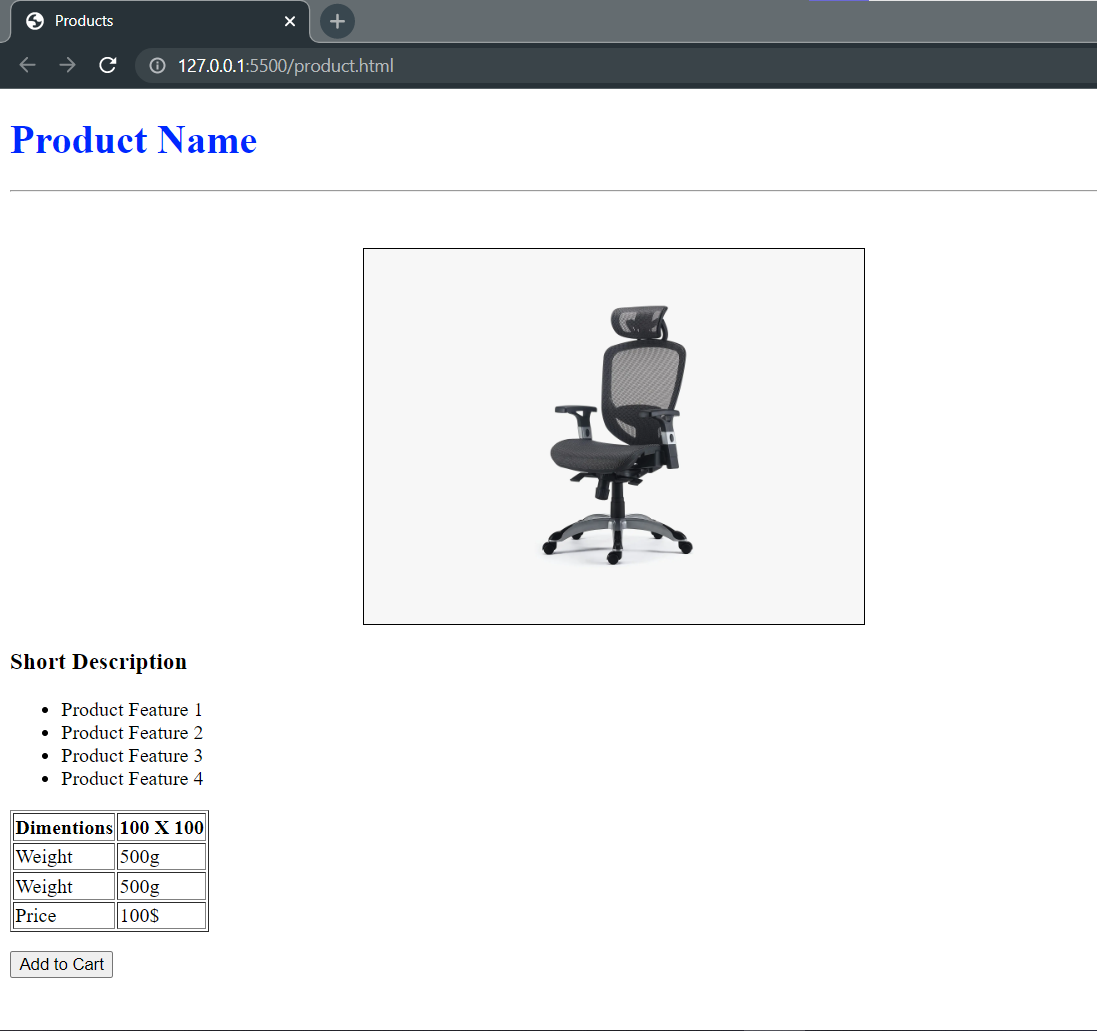 Products
127.0.0.1:5500/product.html
Product Name
Short Description
Product Feature 1
Product Feature 2
Product Feature 3
Product Feature 4
Dimentions 100 X 100
Weight 500g
Weight 500g
Price 100$
Add to Cart